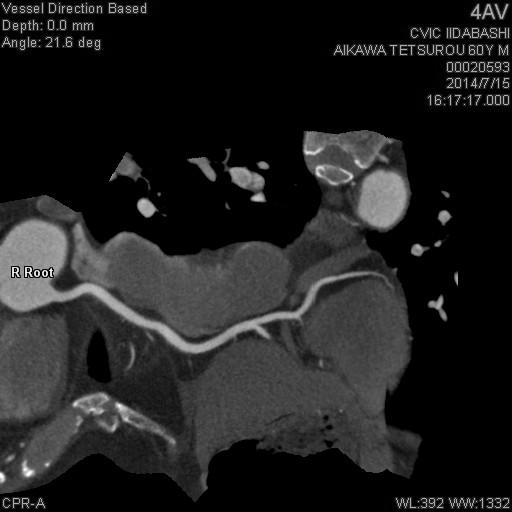 Vessel Direction Based
Depth: 0.0 mm
Angle: 21.6 deg
4AV
CVIC IIDABASHI
AIKAWA TETSUROU 60Y M
00020593
2014/7/15
16:17:17.000
R Root
CPR-A
WL:392 WW:1332